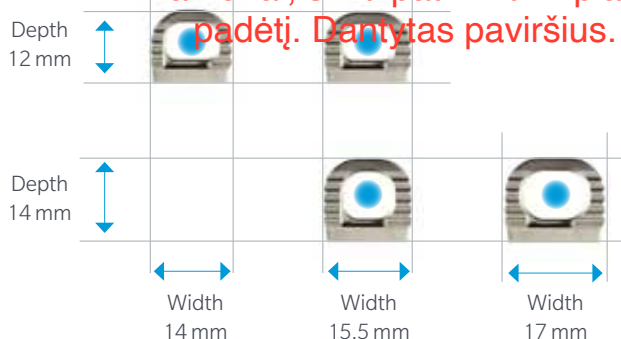 padėtį. Dantytas paviršius.
Depth
12 mm
Depth
14 mm
Width
14 mm
Width
15.5 mm
Width
17 mm